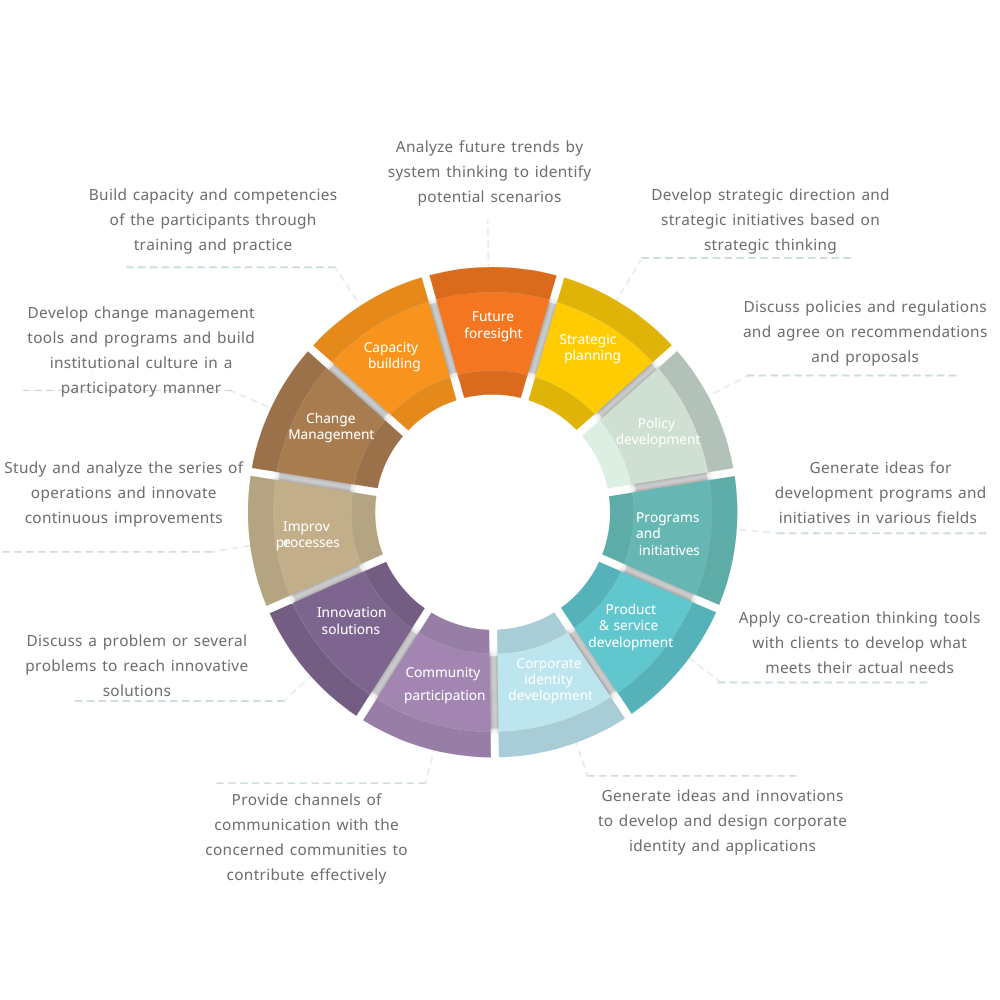 Analyze future trends by
system thinking to identify
potential scenarios
Develop strategic direction and
strategic initiatives based on
strategic thinking
Discuss policies and regulations
and agree on recommendations
and proposals
Generate ideas for
development programs and
initiatives in various fields
Apply co-creation thinking tools
with clients to develop what
meets their actual needs
Generate ideas and innovations
to develop and design corporate
identity and applications
Provide channels of
communication with the
concerned communities to
contribute effectively
Discuss a problem or several
problems to reach innovative
solutions
Study and analyze the series of
operations and innovate
continuous improvements
Develop change management
tools and programs and build
institutional culture in a
participatory manner
Build capacity and competencies
of the participants through
training and practice
Future
foresight
Strategic
planning
Policy
development
Programs
and
initiatives
Product
& service
development
Corporate
identity
development
Community
participation
Innovation
solutions
Improv
e
processes
Change
Management
Capacity
building